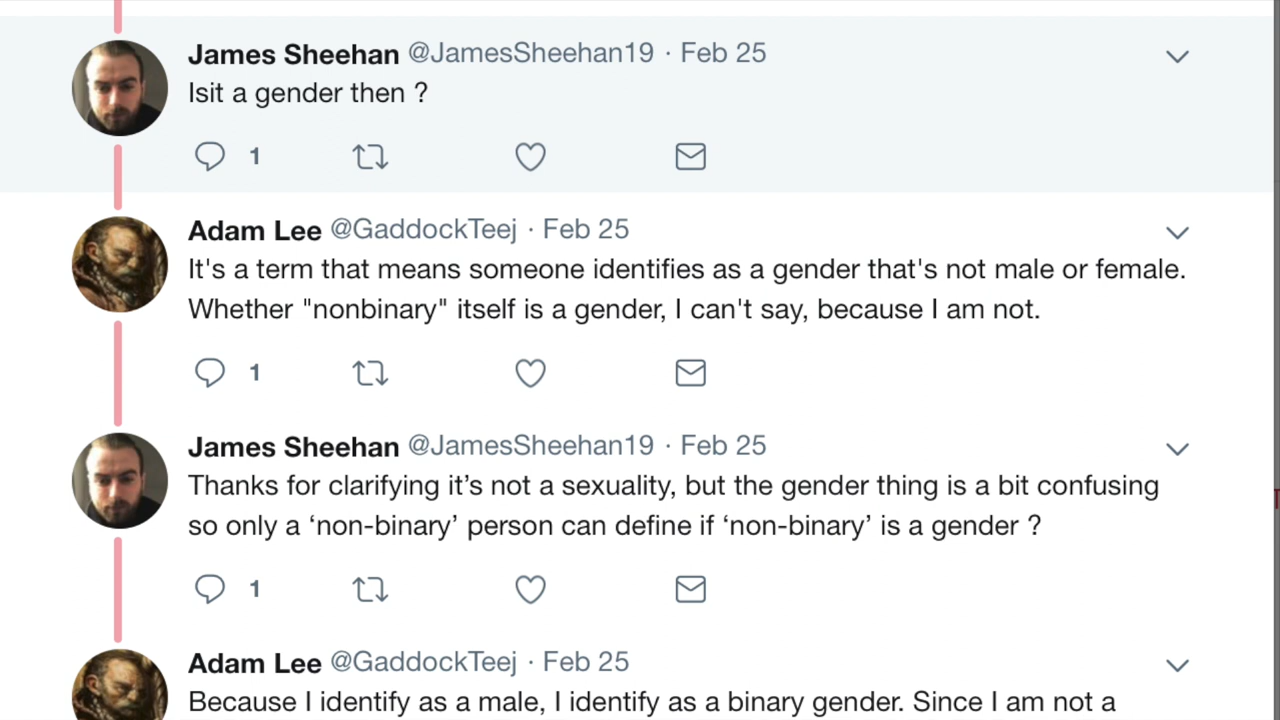 James Sheehan @JamesSheehan19 · Feb 25
Isit a gender then ?
1
Adam Lee @GaddockTeej · Feb 25
It's a term that means someone identifies as a gender that's not male or female.
Whether "nonbinary" itself is a gender, I can't say, because I am not.
1
James Sheehan @JamesSheehan19 · Feb 25
Thanks for clarifying it’s not a sexuality, but the gender thing is a bit confusing
so only a ‘non-binary’ person can define if ‘non-binary’ is a gender ?
1
Adam Lee @GaddockTeej · Feb 25
Because I identify as a male, I identify as a binary gender. Since I am not a